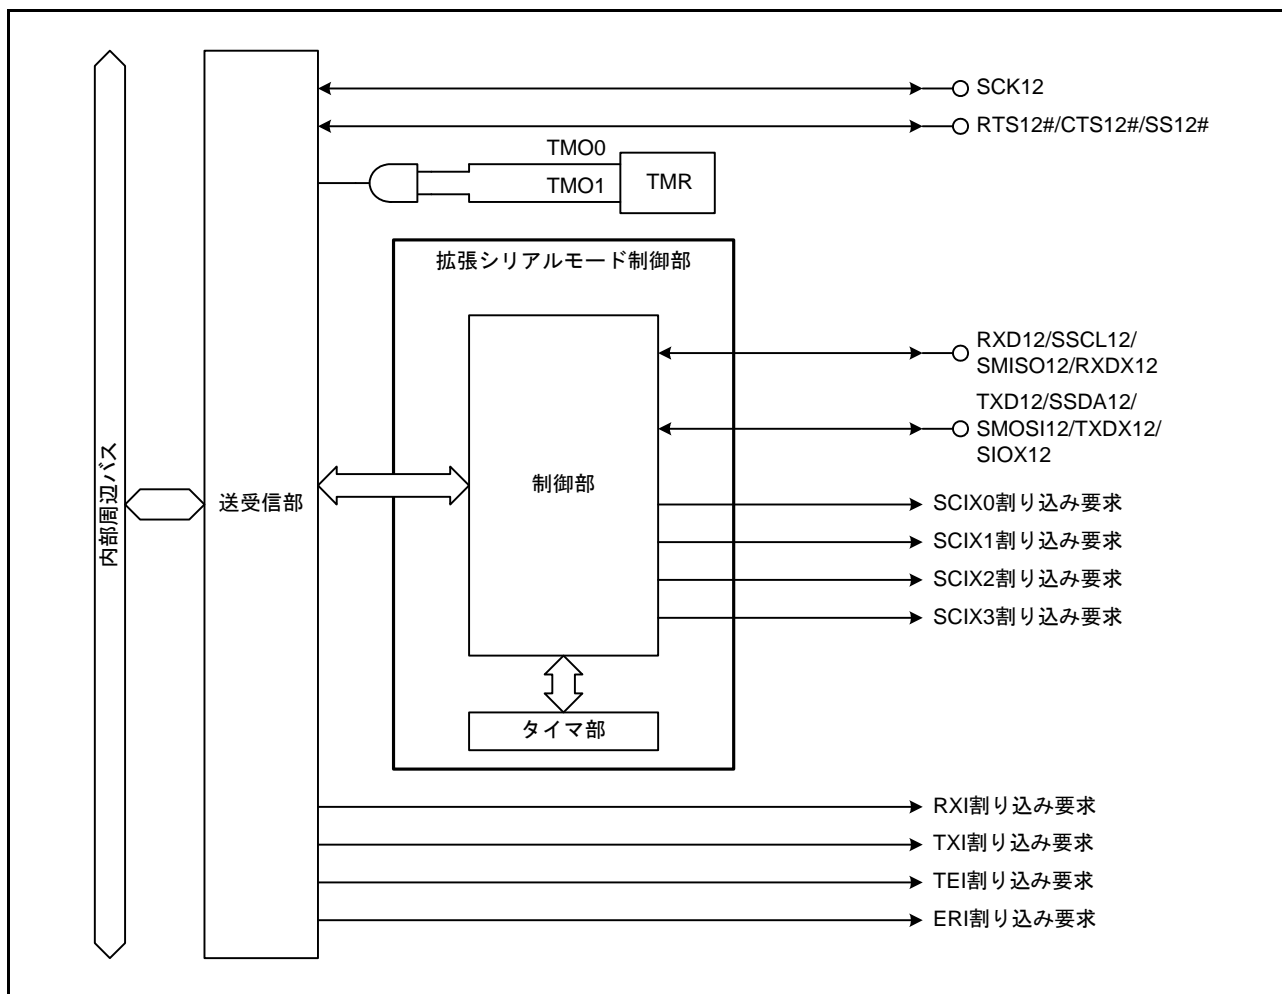 SCK12
RTS12#/CTS12#/SS12#
TMO0
TMO1
TMR
拡張シリアルモード制御部
RXD12/SSCL12/
SMISO12/RXDX12
TXD12/SSDA12/
SMOSI12/TXDX12/
SIOX12
内部周辺バス
送受信部
制御部
SCIX0割り込み要求
SCIX1割り込み要求
SCIX2割り込み要求
SCIX3割り込み要求
タイマ部
RXI割り込み要求
TXI割り込み要求
TEI割り込み要求
ERI割り込み要求